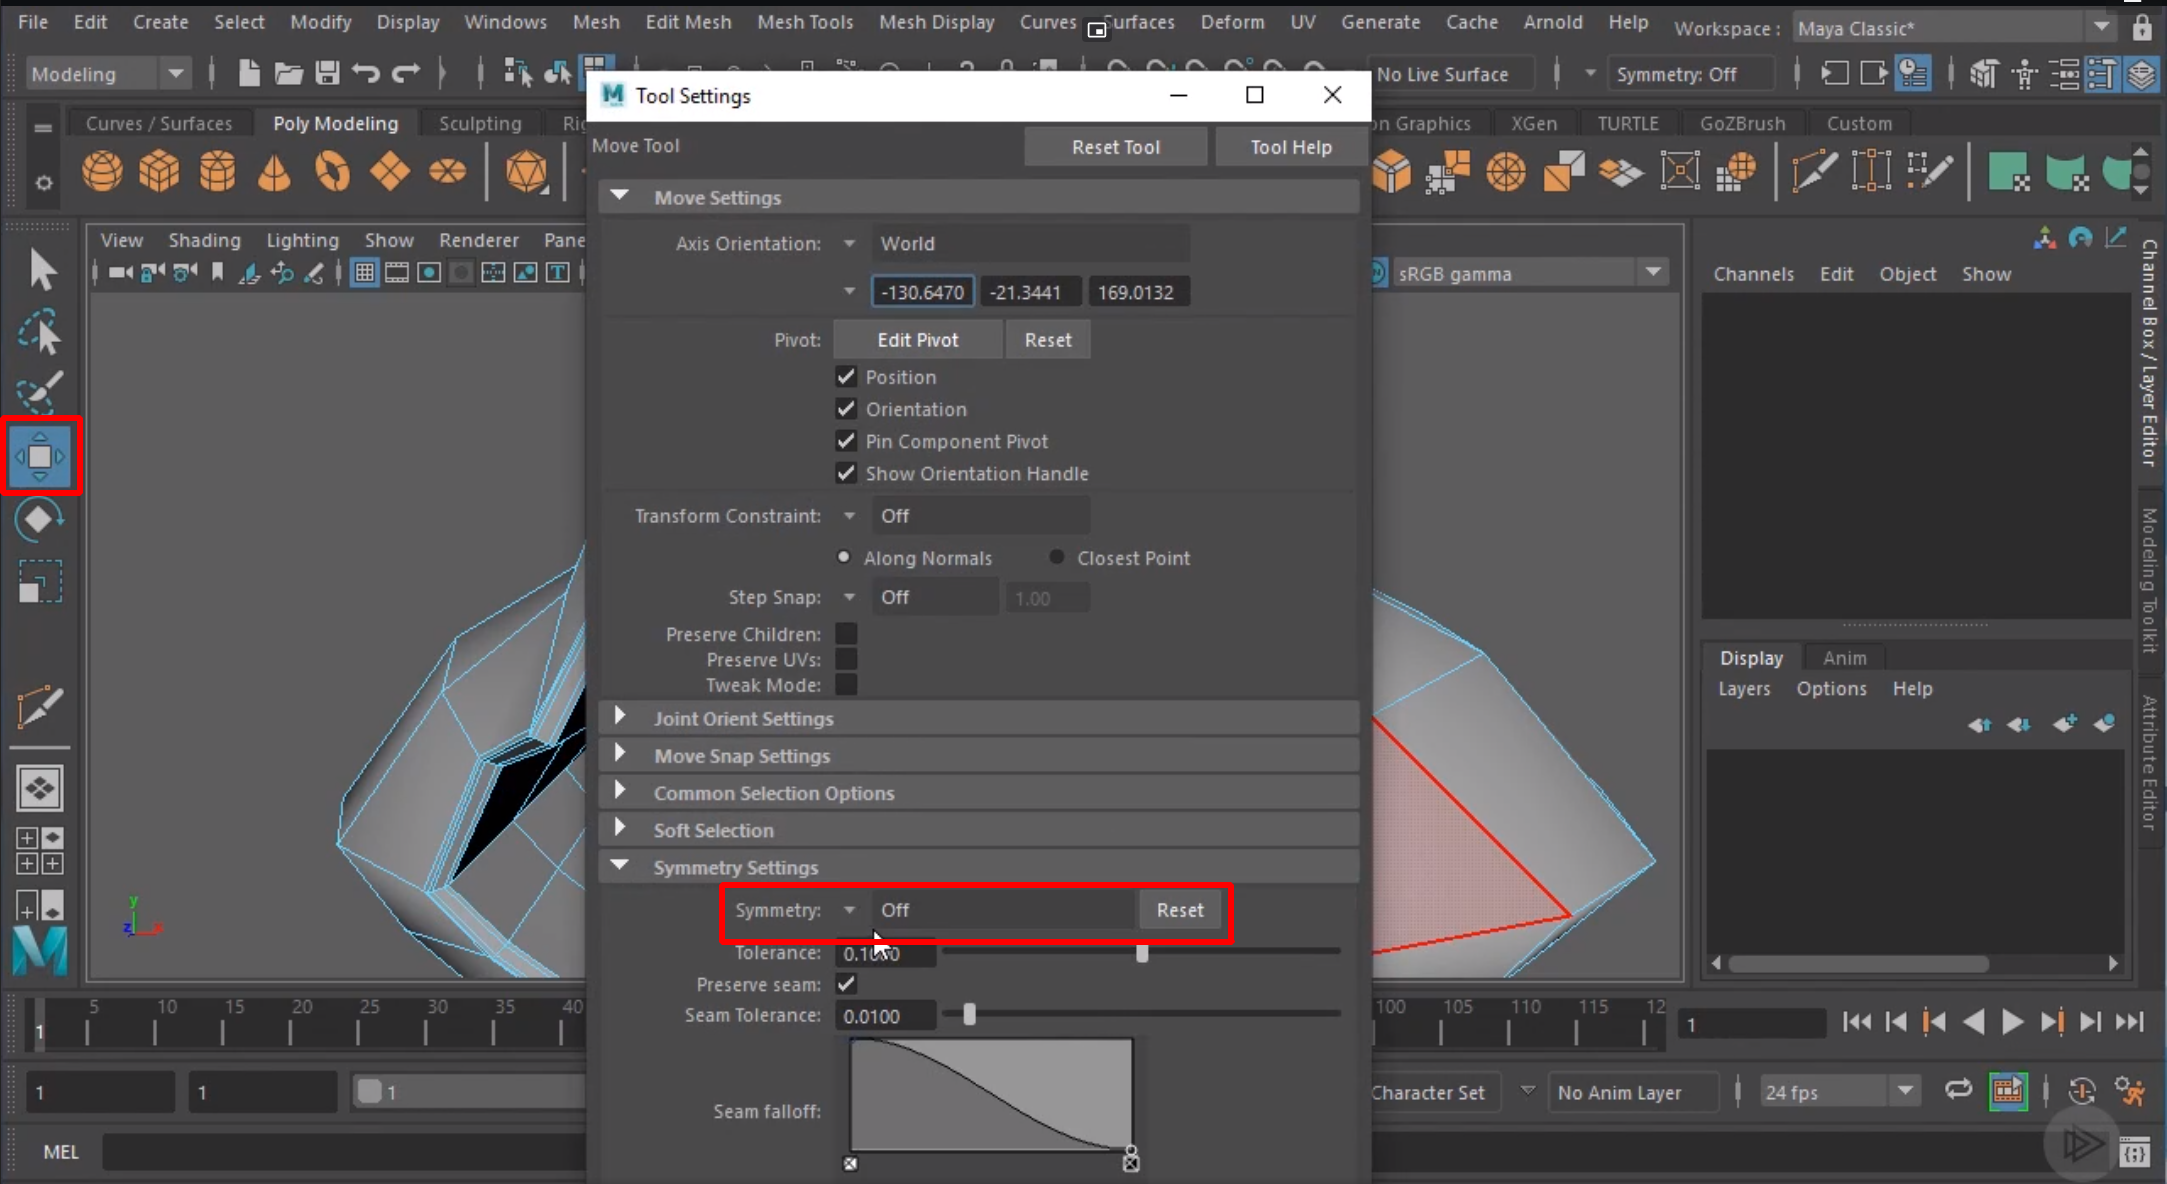 File Edit Create Select Modify Display Windows Mesh Edit Mesh Mesh Tools Mesh Display Curves Surfaces Deform UV Generate Cache Arnold Help Workspace : Maya Classic*
Modeling No Live Surface Symmetry: Off
Tool Settings
Curves / Surfaces Poly Modeling Sculpting XGen TURTLE GoZBrush Custom
Graphics
Move Tool Reset Tool Tool Help
Move Settings
View Shading Lighting Show Renderer
Axis Orientation: World
sRGB gamma
Channels Edit Object Show
-130.6470 -21.3441 169.0132
Pivot: Edit Pivot Reset
Position
Orientation
Pin Component Pivot
Show Orientation Handle
Transform Constraint: Off
Along Normals Closest Point
Step Snap: Off 1.00
Preserve Children:
Preserve UVs:
Tweak Mode:
Joint Orient Settings
Move Snap Settings
Common Selection Options
Soft Selection
Symmetry Settings
Symmetry: Off Reset
Tolerance:
Preserve seam:
Seam Tolerance: 0.0100
Seam falloff:
Channel Box / Layer Editor
Modeling Toolkit
Attribute Editor
Display Anim
Layers Options Help
y
z x
5 10 15 20 25 30 35 40 100 105 110 115 12
1 1
1 1 1 Character Set No Anim Layer 24 fps
MEL